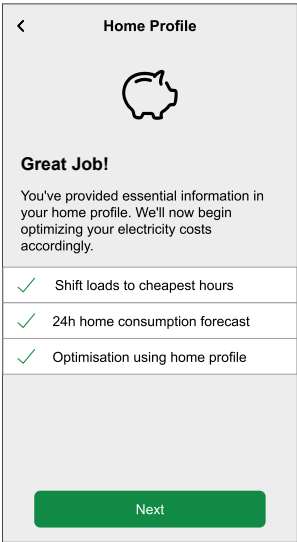 Home Profile
Great Job!
You've provided essential information in
your home profile. We'll now begin
optimizing your electricity costs
accordingly.
Shift loads to cheapest hours
24h home consumption forecast
Optimisation using home profile
Next